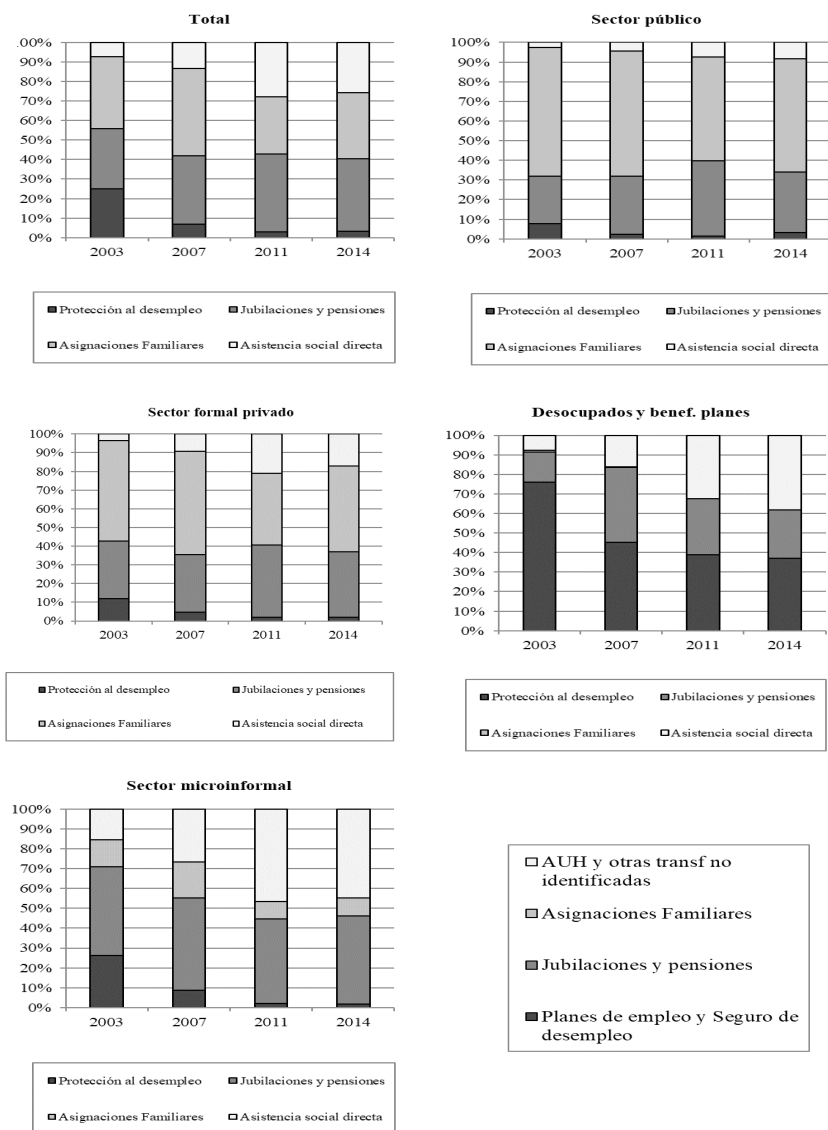 Total
.00%
90%
80%
70%
60%
50%
40%
30%
20%
10%
0%
2003 2007 2011 2014
■ Protección al desempleo ■ Jubilaciones y pensiones
■ Asignaciones Familiares □ Asistencia social directa
Sector público
100%
90%
80%
70%
60%
50%
40%
30%
20%
10%
0%
2003 2007 2011 2014
■ Protección al desempleo ■ Jubilaciones y pensiones
■ Asignaciones Familiares □ Asistencia social directa
Sector formal privado
100%
90%
80%
70%
60%
50%
40%
30%
20%
10%
0%
2003 2007 2011 2014
■ Protección al desempleo ■ Jubilaciones y pensiones
■ Asignaciones Familiares □ Asistencia social directa
Desocupados y benef. planes
100%
90%
80%
70%
60%
50%
40%
30%
20%
10%
0%
2003 2007 2011 2014
■ Protección al desempleo ■ Jubilaciones y pensiones
■ Asignaciones Familiares □ Asistencia social directa
Sector microinformal
100%
90%
80%
70%
60%
50%
40%
30%
20%
10%
0%
2003 2007 2011 2014
■ Protección al desempleo ■ Jubilaciones y pensiones
■ Asignaciones Familiares □ Asistencia social directa
□ AUH y otras transf no
identificadas
■ Asignaciones Familiares
■ Jubilaciones y pensiones
■ Planes de empleo y Seguro de
desempleo